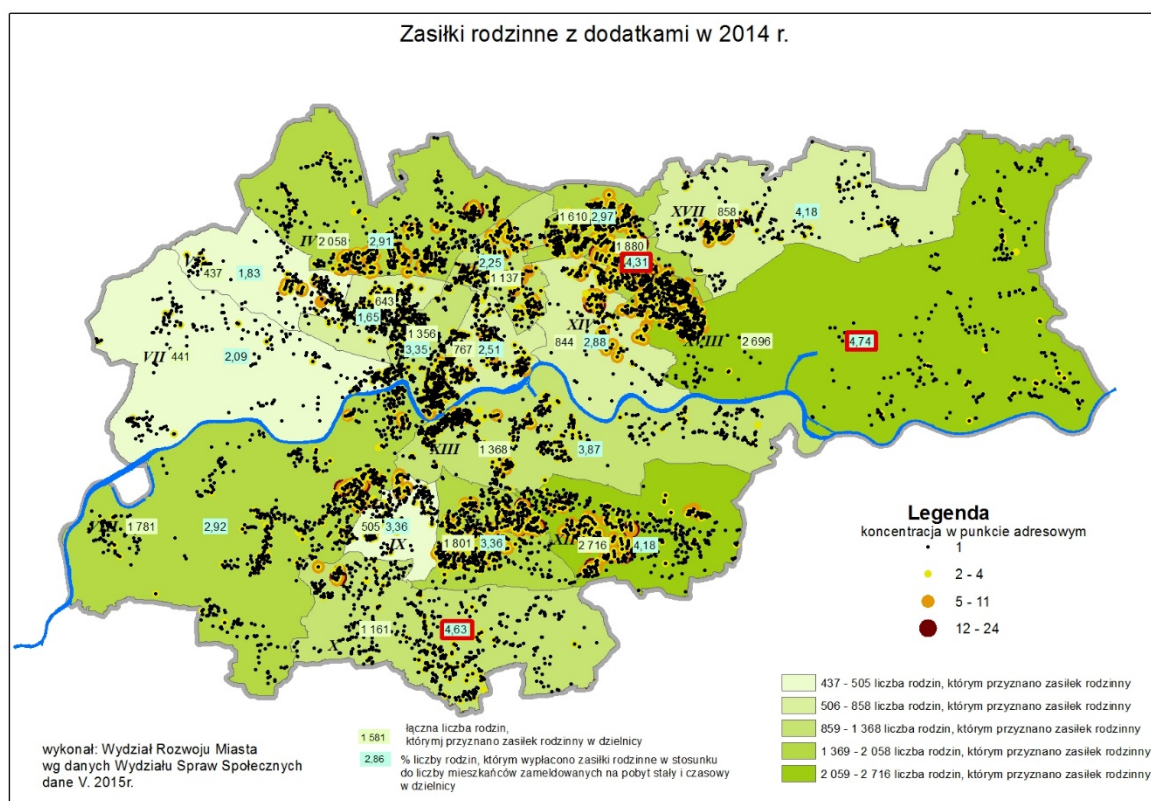 Zasiłki rodzinne z dodatkami w 2014 r.
XVII 858
4,18
1 610 2,97
IV 2 058 2,91
1 880
4,31
2,25
1 137
437 1,83
643
1,65
XIV
1 356
844 2,88
2 696 4,74
3,35 767 2,51
VII 441 2,09
XIII 1 368 3,87
1 781 2,92
505 3,36
IX
1 801 3,36
2 716 4,18
1 161 4,63
X
Legenda
koncentracja w punkcie adresowym
1
2 - 4
5 - 11
12 - 24
437 - 505 liczba rodzin, którym przyznano zasiłek rodzinny
506 - 858 liczba rodzin, którym przyznano zasiłek rodzinny
859 - 1 368 liczba rodzin, którym przyznano zasiłek rodzinny
1 369 - 2 058 liczba rodzin, którym przyznano zasiłek rodzinny
2 059 - 2 716 liczba rodzin, którym przyznano zasiłek rodzinny
1 581
łączna liczba rodzin,
którymj przyznano zasiłek rodzinny w dzielnicy
2,86
% liczby rodzin, którym wypłacono zasiłki rodzinne w stosunku
do liczby mieszkańców zameldowanych na pobyt stały i czasowy
w dzielnicy
wykonał: Wydział Rozwoju Miasta
wg danych Wydziału Spraw Społecznych
dane V. 2015r.